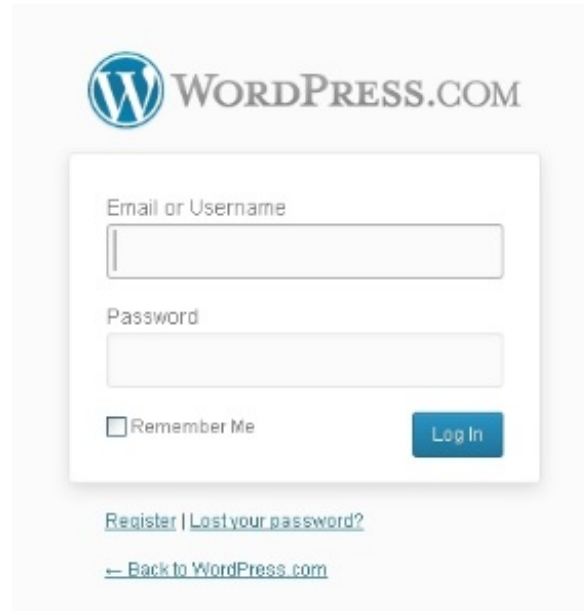 WORDPRESS.COM
Email or Username
Password
Remember Me
Log In
Register | Lost your password?
← Back to WordPress.com